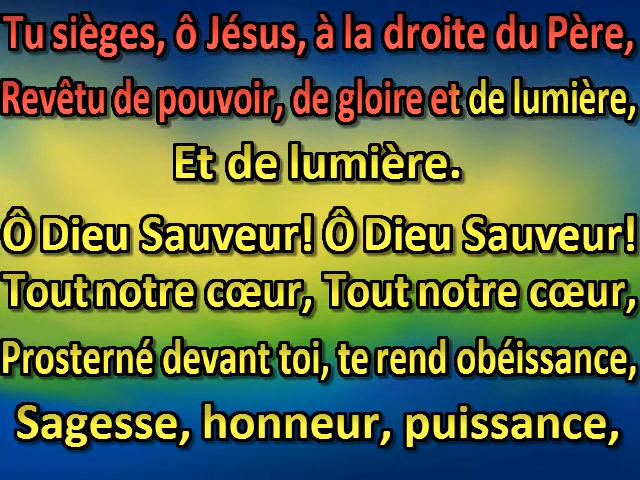 Tu sièges, ô Jésus, à la droite du Père,
Revêtu de pouvoir, de gloire et de lumière,
Et de lumière.
Ô Dieu Sauveur! Ô Dieu Sauveur!
Tout notre cœur, Tout notre cœur,
Prosterné devant toi, te rend obéissance,
Sagesse, honneur, puissance,